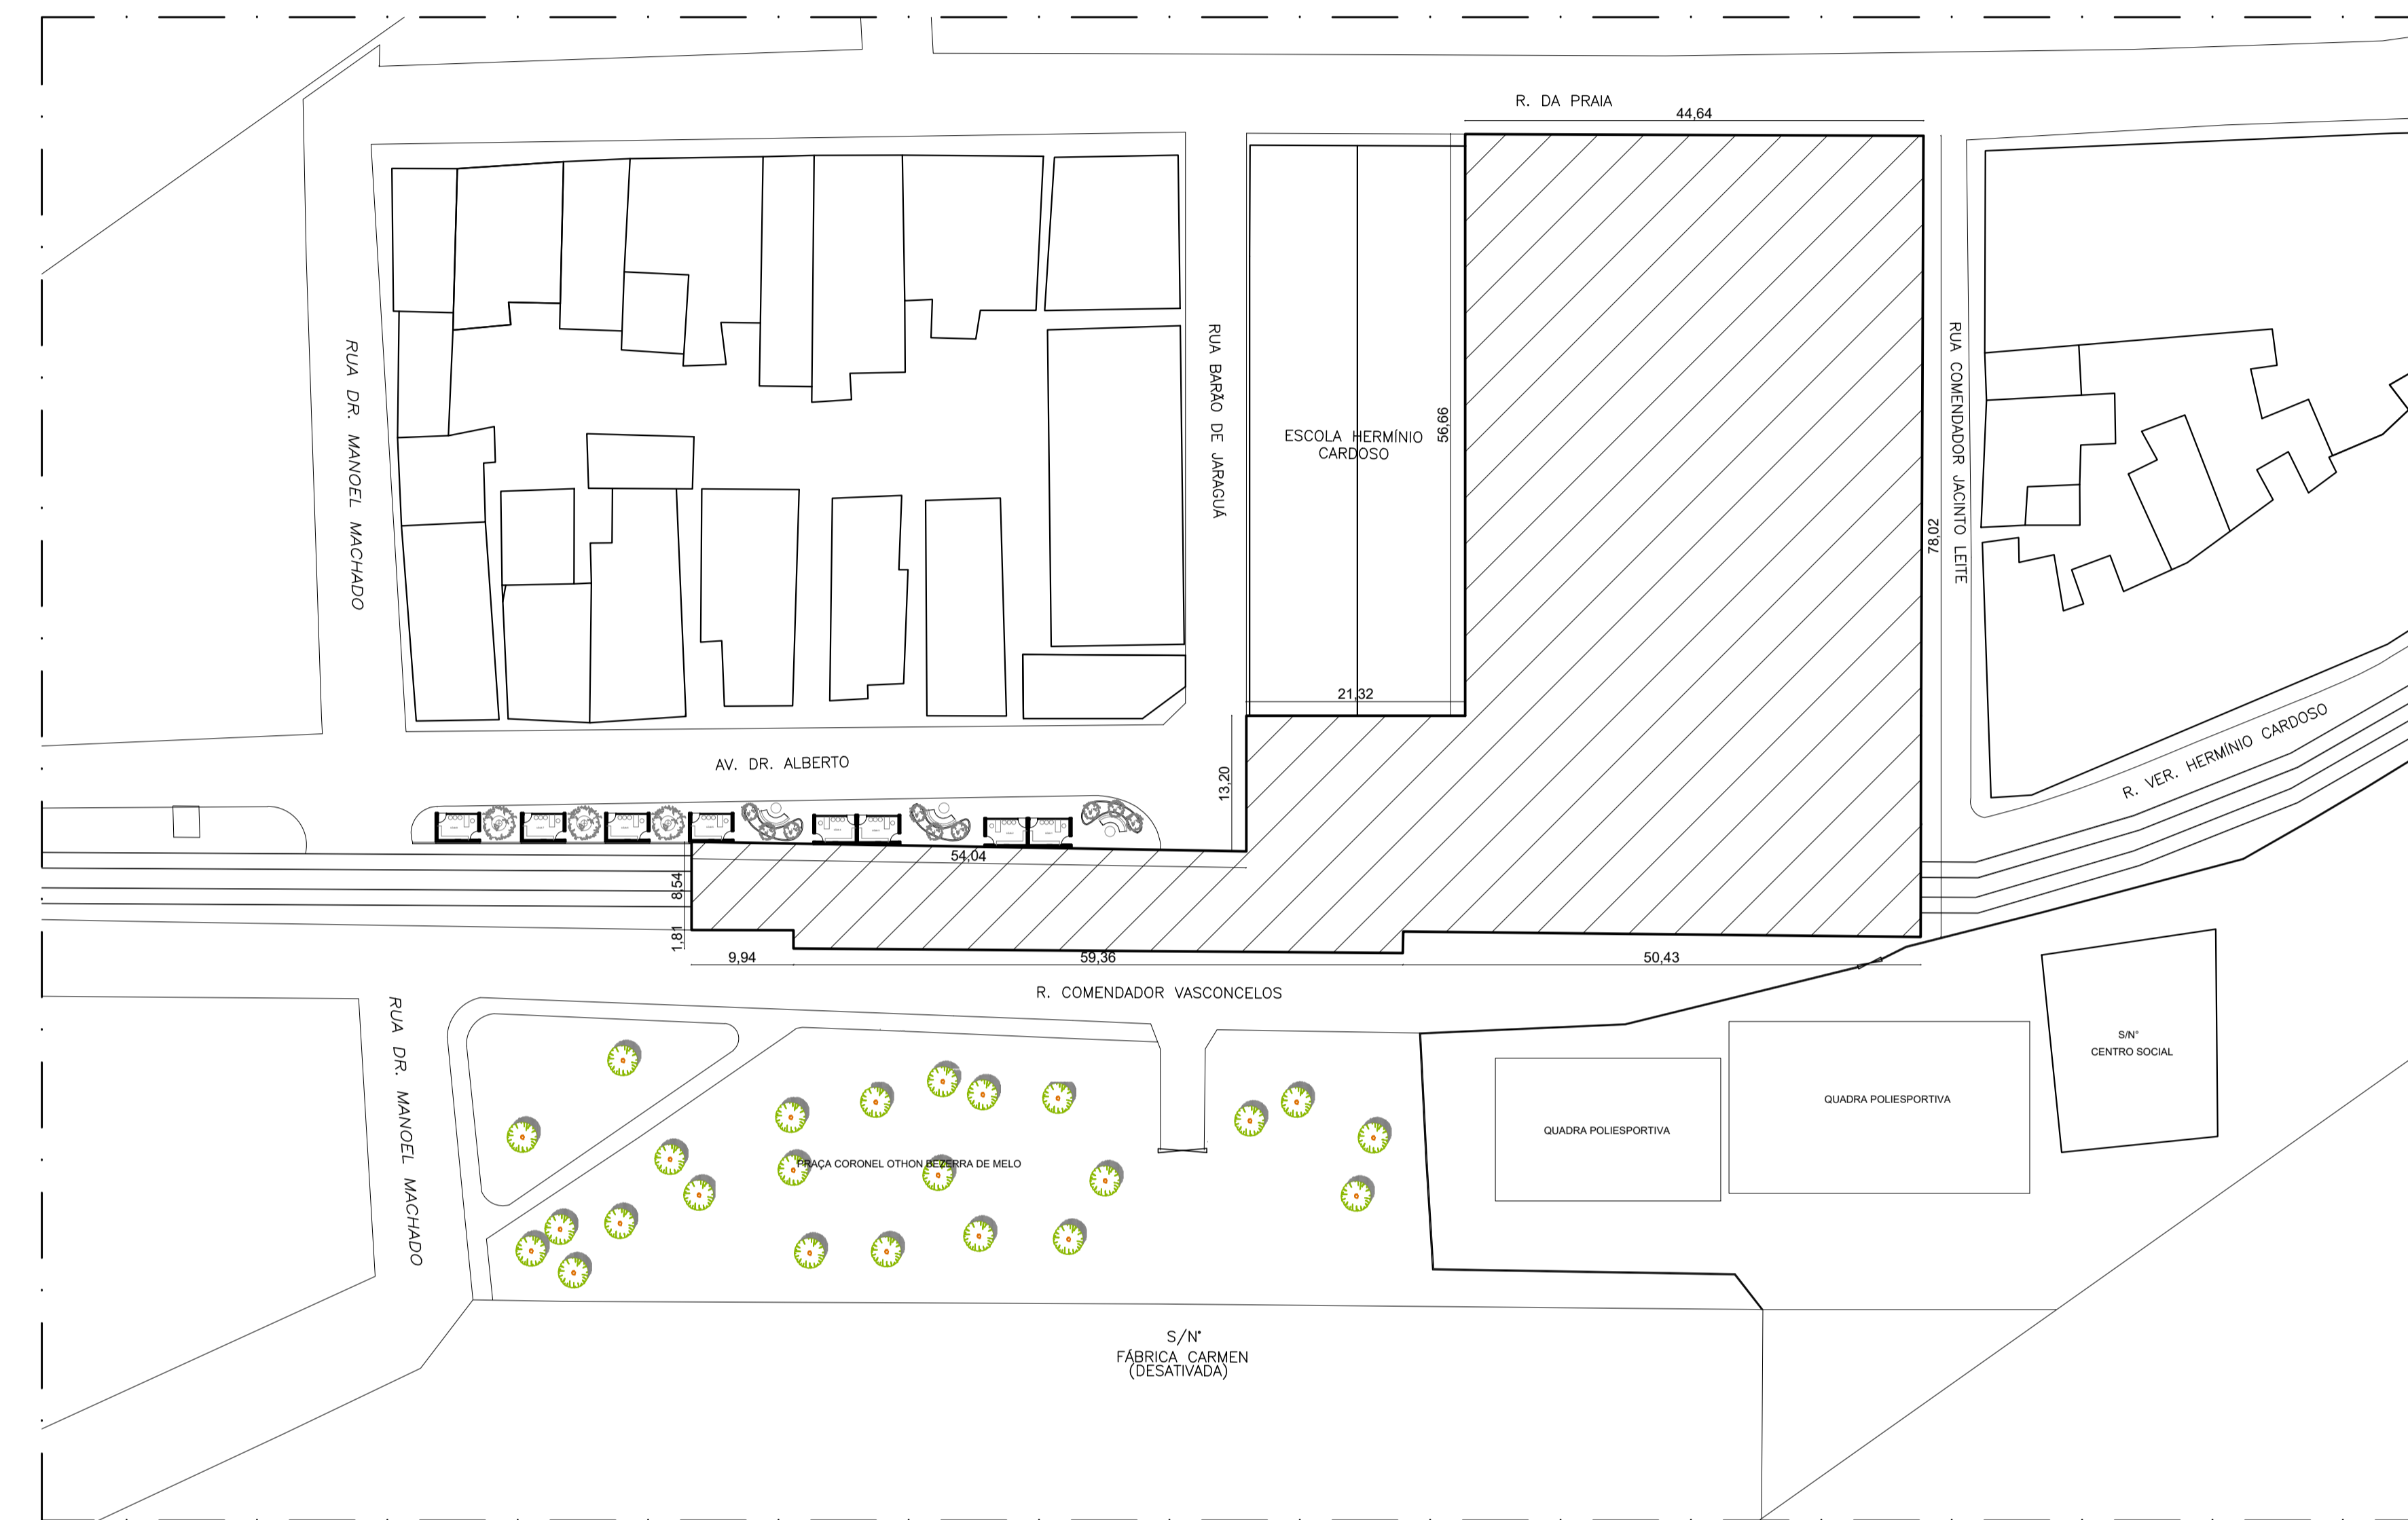 R. DA PRAIA
44,64
RUA DR. MANOEL MACHADO
RUA BARÃO DE JARAGUÁ
ESCOLA HERMÍNIO
CARDOSO
56,66
RUA COMENDADOR JACINTO LEITE
78,02
21,32
13,20
AV. DR. ALBERTO
R. VER. HERMÍNIO CARDOSO
54,04
8,54
1,81
9,94
59,36
50,43
R. COMENDADOR VASCONCELOS
RUA DR. MANOEL MACHADO
S/N°
CENTRO SOCIAL
QUADRA POLIESPORTIVA
QUADRA POLIESPORTIVA
PRAÇA CORONEL OTHON BEZERRA DE MELO
S/N°
FÁBRICA CARMEN
(DESATIVADA)